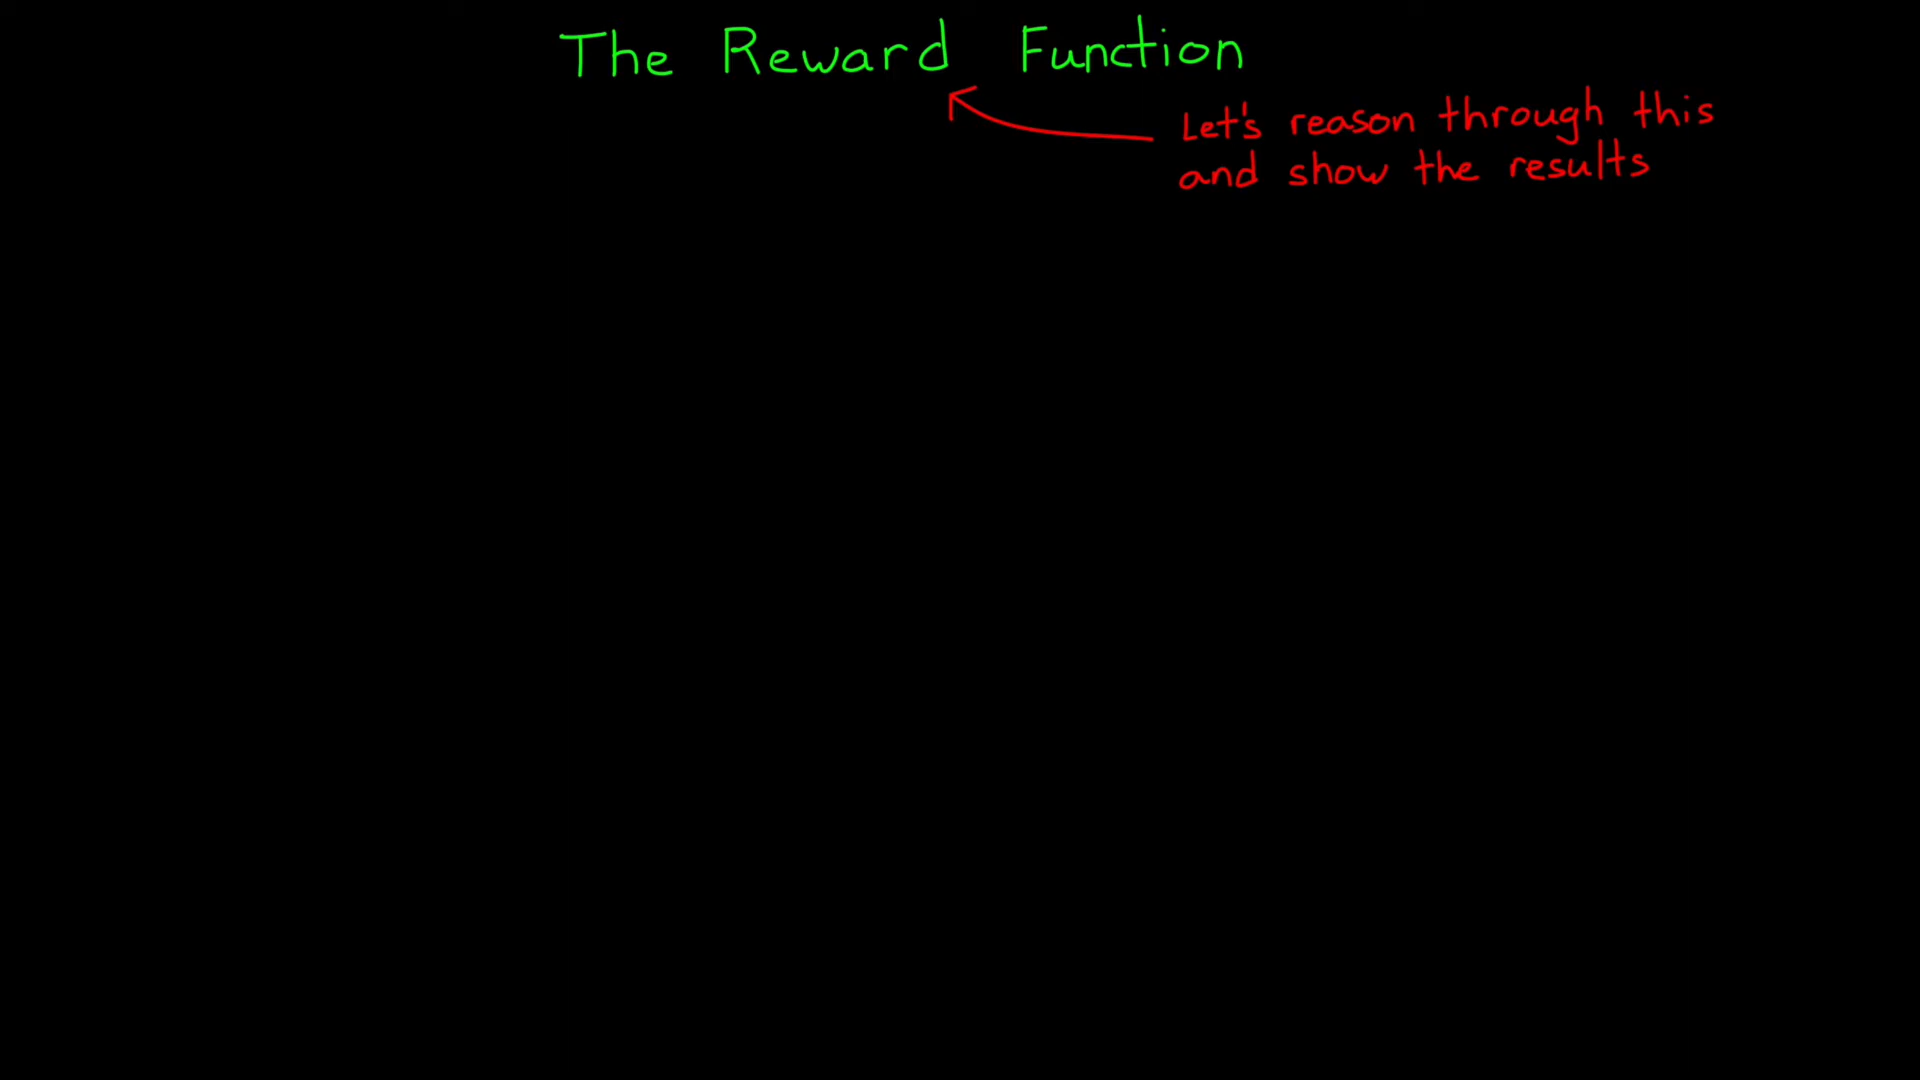 The Reward Function
Let's reason through this
and show the results